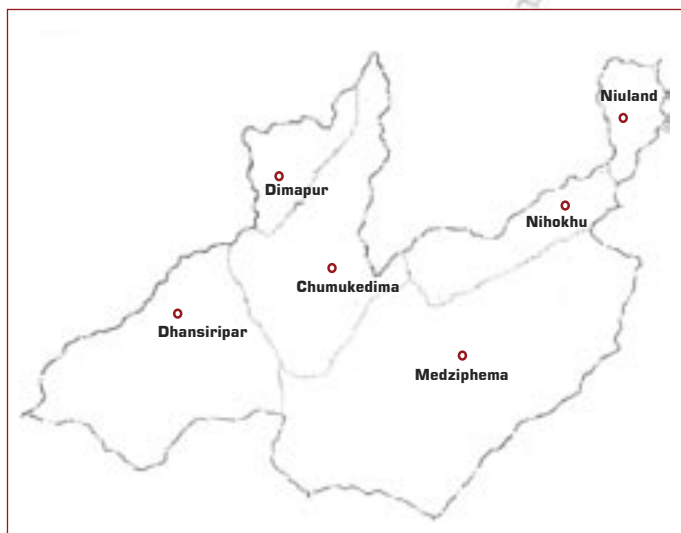 Niuland
Dimapur
Nihokhu
Chumukedima
Dhansiripar
Medziphema